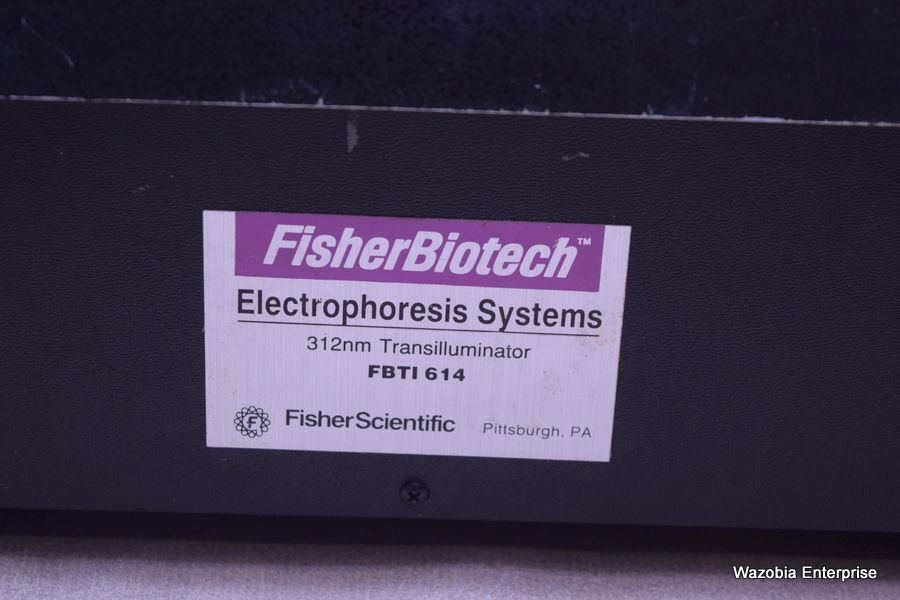 FisherBiotech™
Electrophoresis Systems
312nm Transilluminator
FBTI 614
F FisherScientific Pittsburgh, PA
Wazobia Enterprise